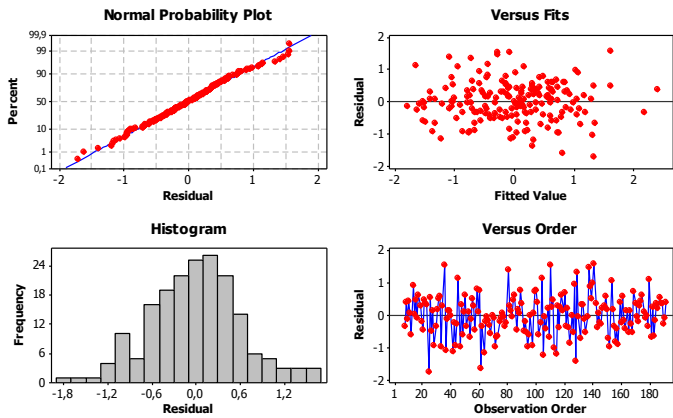 Normal Probability Plot
99,9
99
90
50
10
1
0,1
Percent
-2 -1 0 1 2
Residual
Versus Fits
2
1
0
-1
-2
Residual
-2 -1 0 1 2
Fitted Value
Histogram
24
18
12
6
0
Frequency
-1,8 -1,2 -0,6 0,0 0,6 1,2
Residual
Versus Order
2
1
0
-1
-2
Residual
1 20 40 60 80 100 120 140 160 180
Observation Order